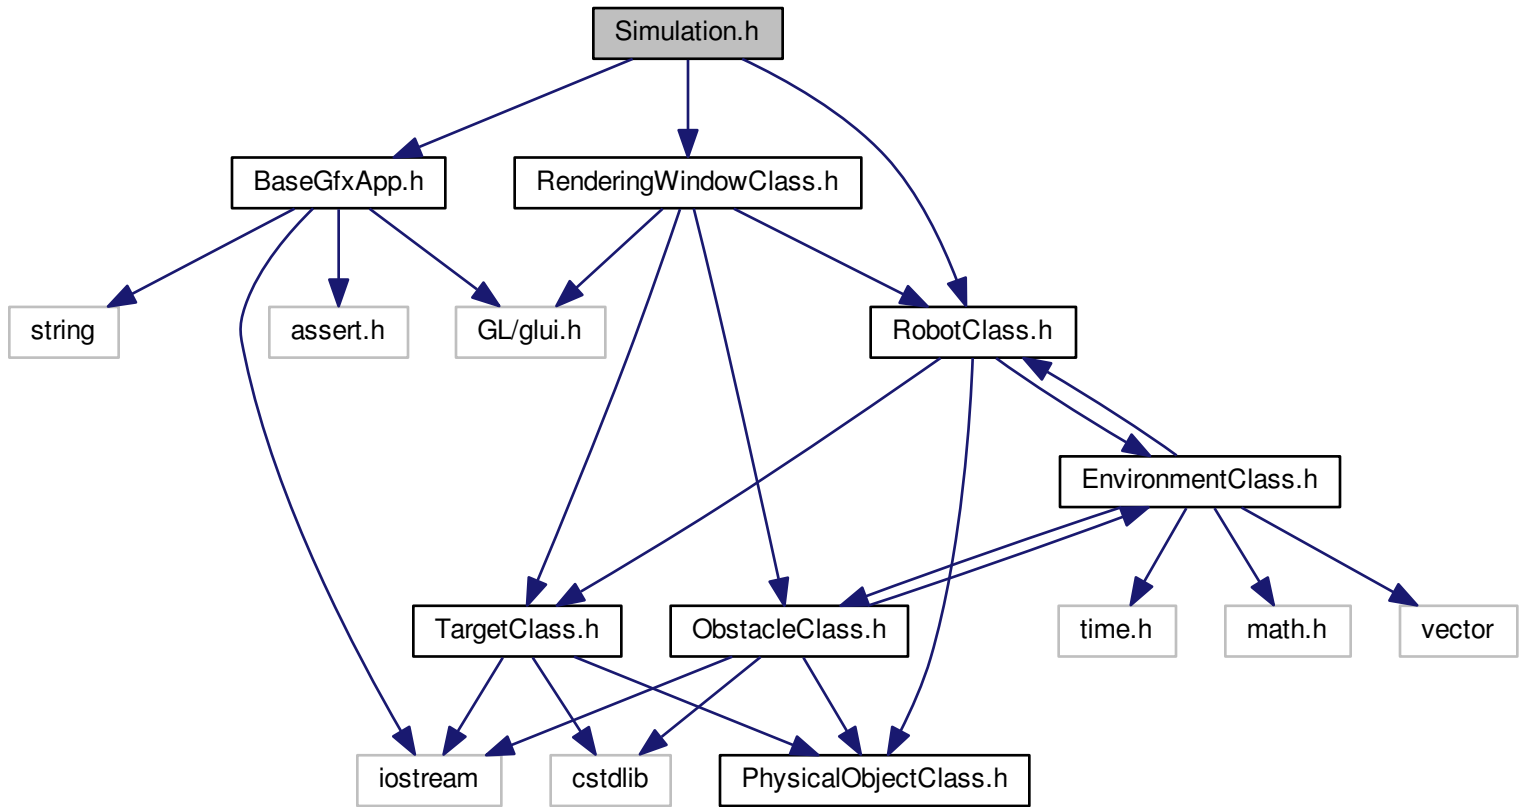 Simulation.h
BaseGfxApp.h
RenderingWindowClass.h
string
assert.h
GL/glui.h
RobotClass.h
EnvironmentClass.h
TargetClass.h
ObstacleClass.h
time.h
math.h
vector
iostream
cstdlib
PhysicalObjectClass.h